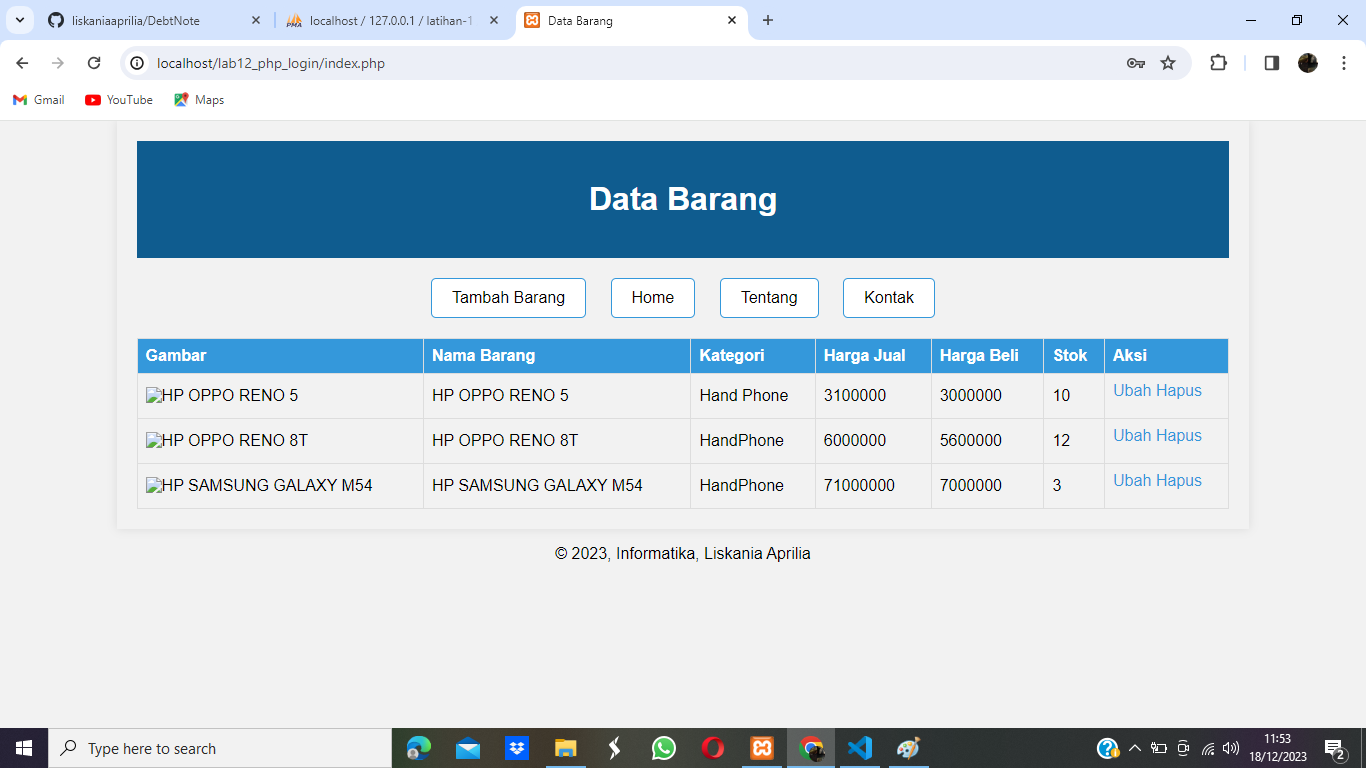 liskaniaaprilia/DebtNote
localhost / 127.0.0.1 / latihan-1
Data Barang
localhost/lab12_php_login/index.php
Gmail YouTube Maps
Data Barang
Tambah Barang Home Tentang Kontak
Gambar Nama Barang Kategori Harga Jual Harga Beli Stok Aksi
HP OPPO RENO 5 HP OPPO RENO 5 Hand Phone 3100000 3000000 10 Ubah Hapus
HP OPPO RENO 8T HP OPPO RENO 8T HandPhone 6000000 5600000 12 Ubah Hapus
HP SAMSUNG GALAXY M54 HP SAMSUNG GALAXY M54 HandPhone 71000000 7000000 3 Ubah Hapus
© 2023, Informatika, Liskania Aprilia
Type here to search
11:53
18/12/2023
2